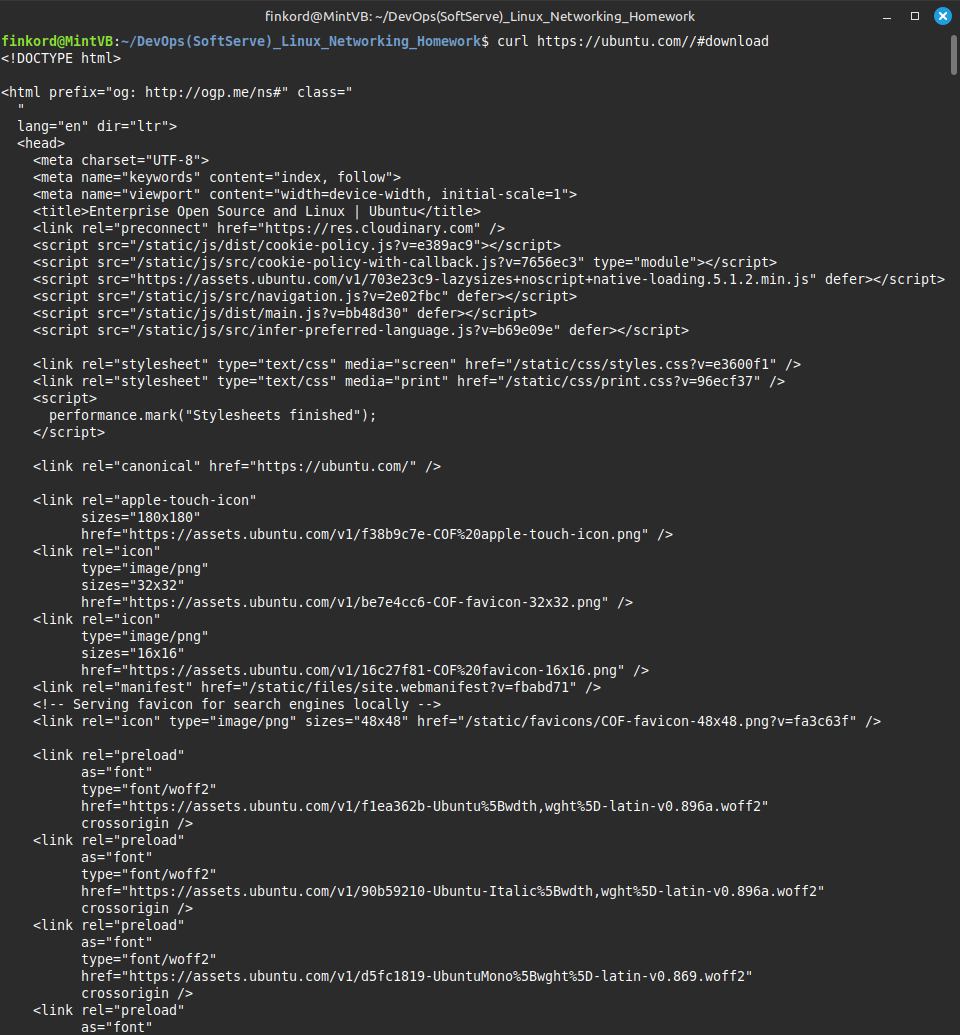 finkord@MintVB: ~/DevOps(SoftServe)_Linux_Networking_Homework
finkord@MintVB:~/DevOps(SoftServe)_Linux_Networking_Homework$ curl https://ubuntu.com//#download
<!DOCTYPE html>

<html prefix="og: http://ogp.me/ns#" class="
  "
  lang="en" dir="ltr">
  <head>
    <meta charset="UTF-8">
    <meta name="keywords" content="index, follow">
    <meta name="viewport" content="width=device-width, initial-scale=1">
    <title>Enterprise Open Source and Linux | Ubuntu</title>
    <link rel="preconnect" href="https://res.cloudinary.com" />
    <script src="/static/js/dist/cookie-policy.js?v=e389ac9"></script>
    <script src="/static/js/src/cookie-policy-with-callback.js?v=7656ec3" type="module"></script>
    <script src="https://assets.ubuntu.com/v1/703e23c9-lazysizes+noscript+native-loading.5.1.2.min.js" defer></script>
    <script src="/static/js/src/navigation.js?v=2e02fbc" defer></script>
    <script src="/static/js/dist/main.js?v=bb48d30" defer></script>
    <script src="/static/js/src/infer-preferred-language.js?v=b69e09e" defer></script>

    <link rel="stylesheet" type="text/css" media="screen" href="/static/css/styles.css?v=e3600f1" />
    <link rel="stylesheet" type="text/css" media="print" href="/static/css/print.css?v=96ecf37" />
    <script>
      performance.mark("Stylesheets finished");
    </script>

    <link rel="canonical" href="https://ubuntu.com/" />

    <link rel="apple-touch-icon"
          sizes="180x180"
          href="https://assets.ubuntu.com/v1/f38b9c7e-COF%20apple-touch-icon.png" />
    <link rel="icon"
          type="image/png"
          sizes="32x32"
          href="https://assets.ubuntu.com/v1/be7e4cc6-COF-favicon-32x32.png" />
    <link rel="icon"
          type="image/png"
          sizes="16x16"
          href="https://assets.ubuntu.com/v1/16c27f81-COF%20favicon-16x16.png" />
    <link rel="manifest" href="/static/files/site.webmanifest?v=fbabd71" />
    <!-- Serving favicon for search engines locally -->
    <link rel="icon" type="image/png" sizes="48x48" href="/static/favicons/COF-favicon-48x48.png?v=fa3c63f" />

    <link rel="preload"
          as="font"
          type="font/woff2"
          href="https://assets.ubuntu.com/v1/f1ea362b-Ubuntu%5Bwdth,wght%5D-latin-v0.896a.woff2"
          crossorigin />
    <link rel="preload"
          as="font"
          type="font/woff2"
          href="https://assets.ubuntu.com/v1/90b59210-Ubuntu-Italic%5Bwdth,wght%5D-latin-v0.896a.woff2"
          crossorigin />
    <link rel="preload"
          as="font"
          type="font/woff2"
          href="https://assets.ubuntu.com/v1/d5fc1819-UbuntuMono%5Bwght%5D-latin-v0.869.woff2"
          crossorigin />
    <link rel="preload"
          as="font"